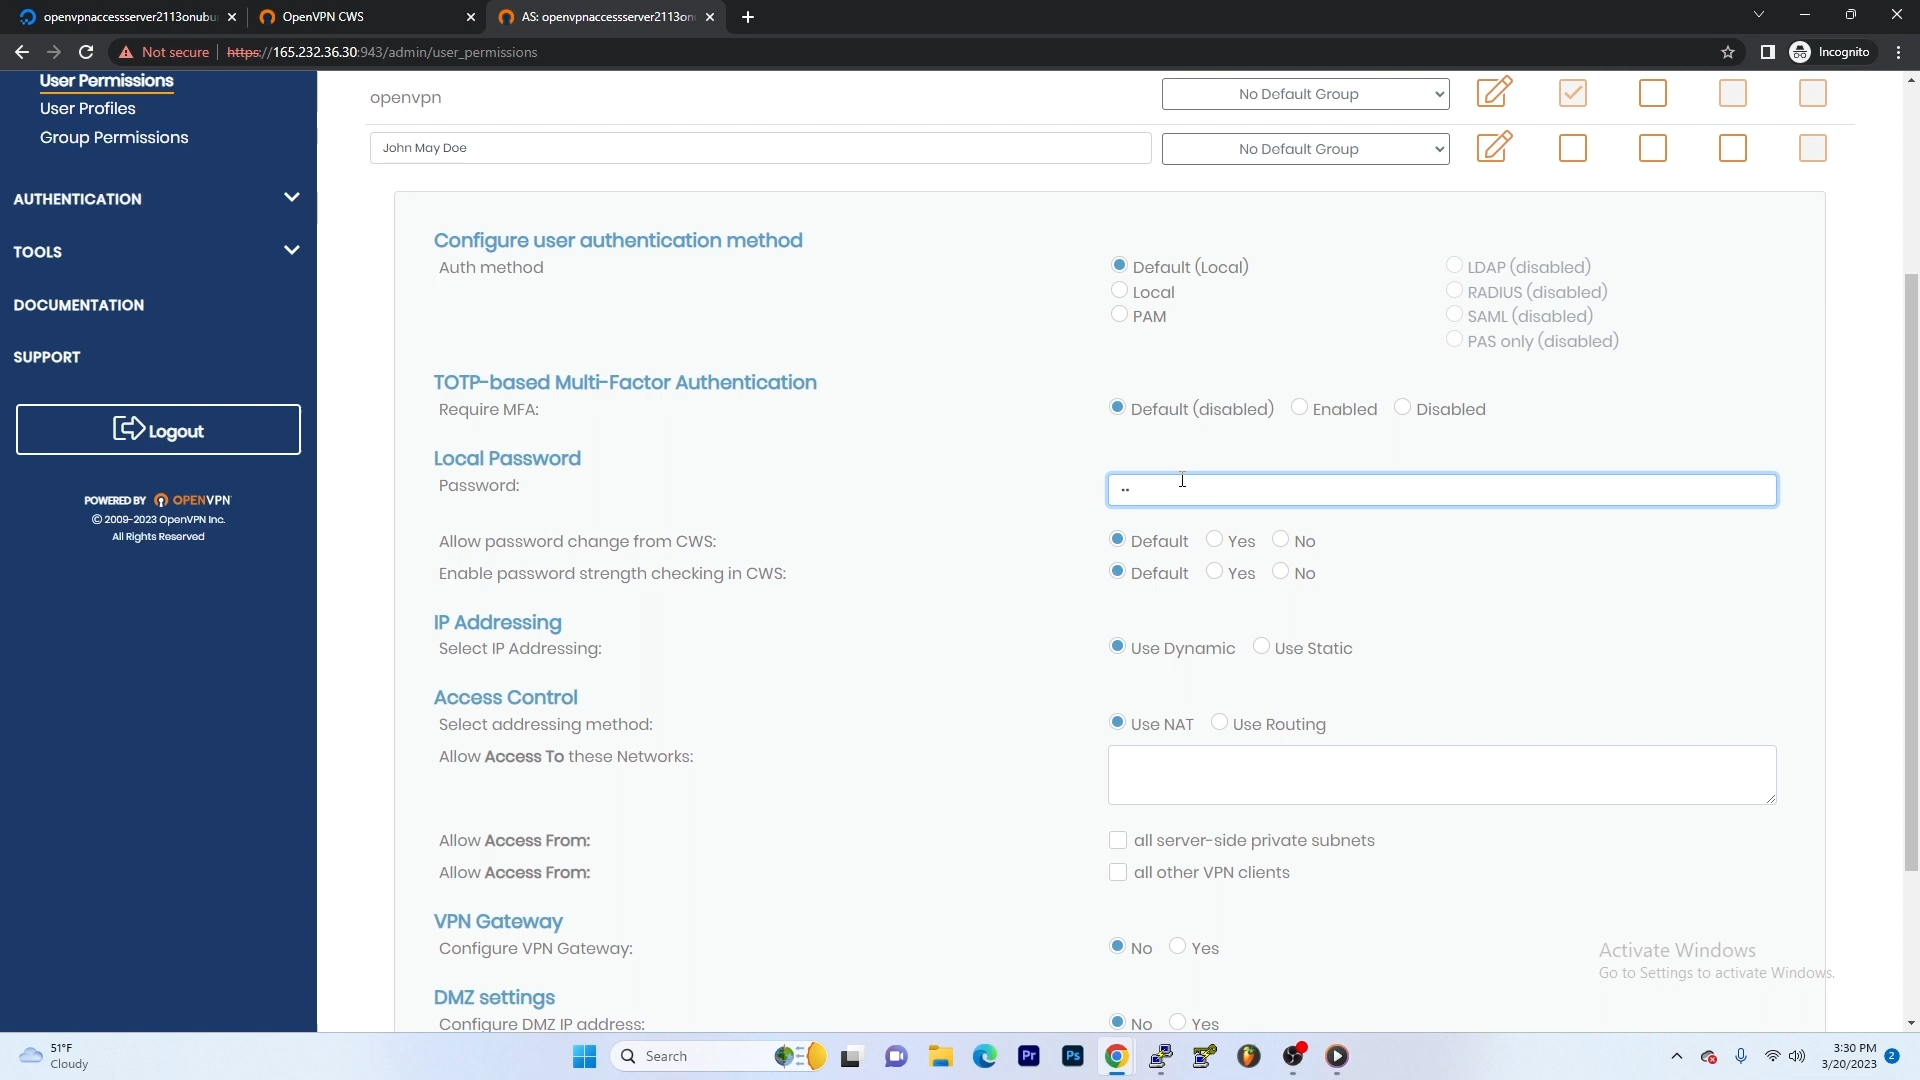 openvpnaccessserver2113onubu
OpenVPN CWS
AS: openvpnaccessserver2113on
Not secure
https://165.232.36.30:943/admin/user_permissions
Incognito
User Permissions
User Profiles
Group Permissions
AUTHENTICATION
TOOLS
DOCUMENTATION
SUPPORT
Logout
POWERED BY OPENVPN
© 2009-2023 OpenVPN Inc.
All Rights Reserved
openvpn
No Default Group
John May Doe
No Default Group
Configure user authentication method
Auth method
Default (Local)
Local
PAM
LDAP (disabled)
RADIUS (disabled)
SAML (disabled)
PAS only (disabled)
TOTP-based Multi-Factor Authentication
Require MFA:
Default (disabled) Enabled Disabled
Local Password
Password:
••
Allow password change from CWS:
Default Yes No
Enable password strength checking in CWS:
Default Yes No
IP Addressing
Select IP Addressing:
Use Dynamic Use Static
Access Control
Select addressing method:
Use NAT Use Routing
Allow Access To these Networks:
Allow Access From:
all server-side private subnets
Allow Access From:
all other VPN clients
VPN Gateway
Configure VPN Gateway:
No Yes
DMZ settings
Configure DMZ IP address:
No Yes
Activate Windows
Go to Settings to activate Windows.
51°F
Cloudy
Search
Pr
Ps
3:30 PM
3/20/2023
2